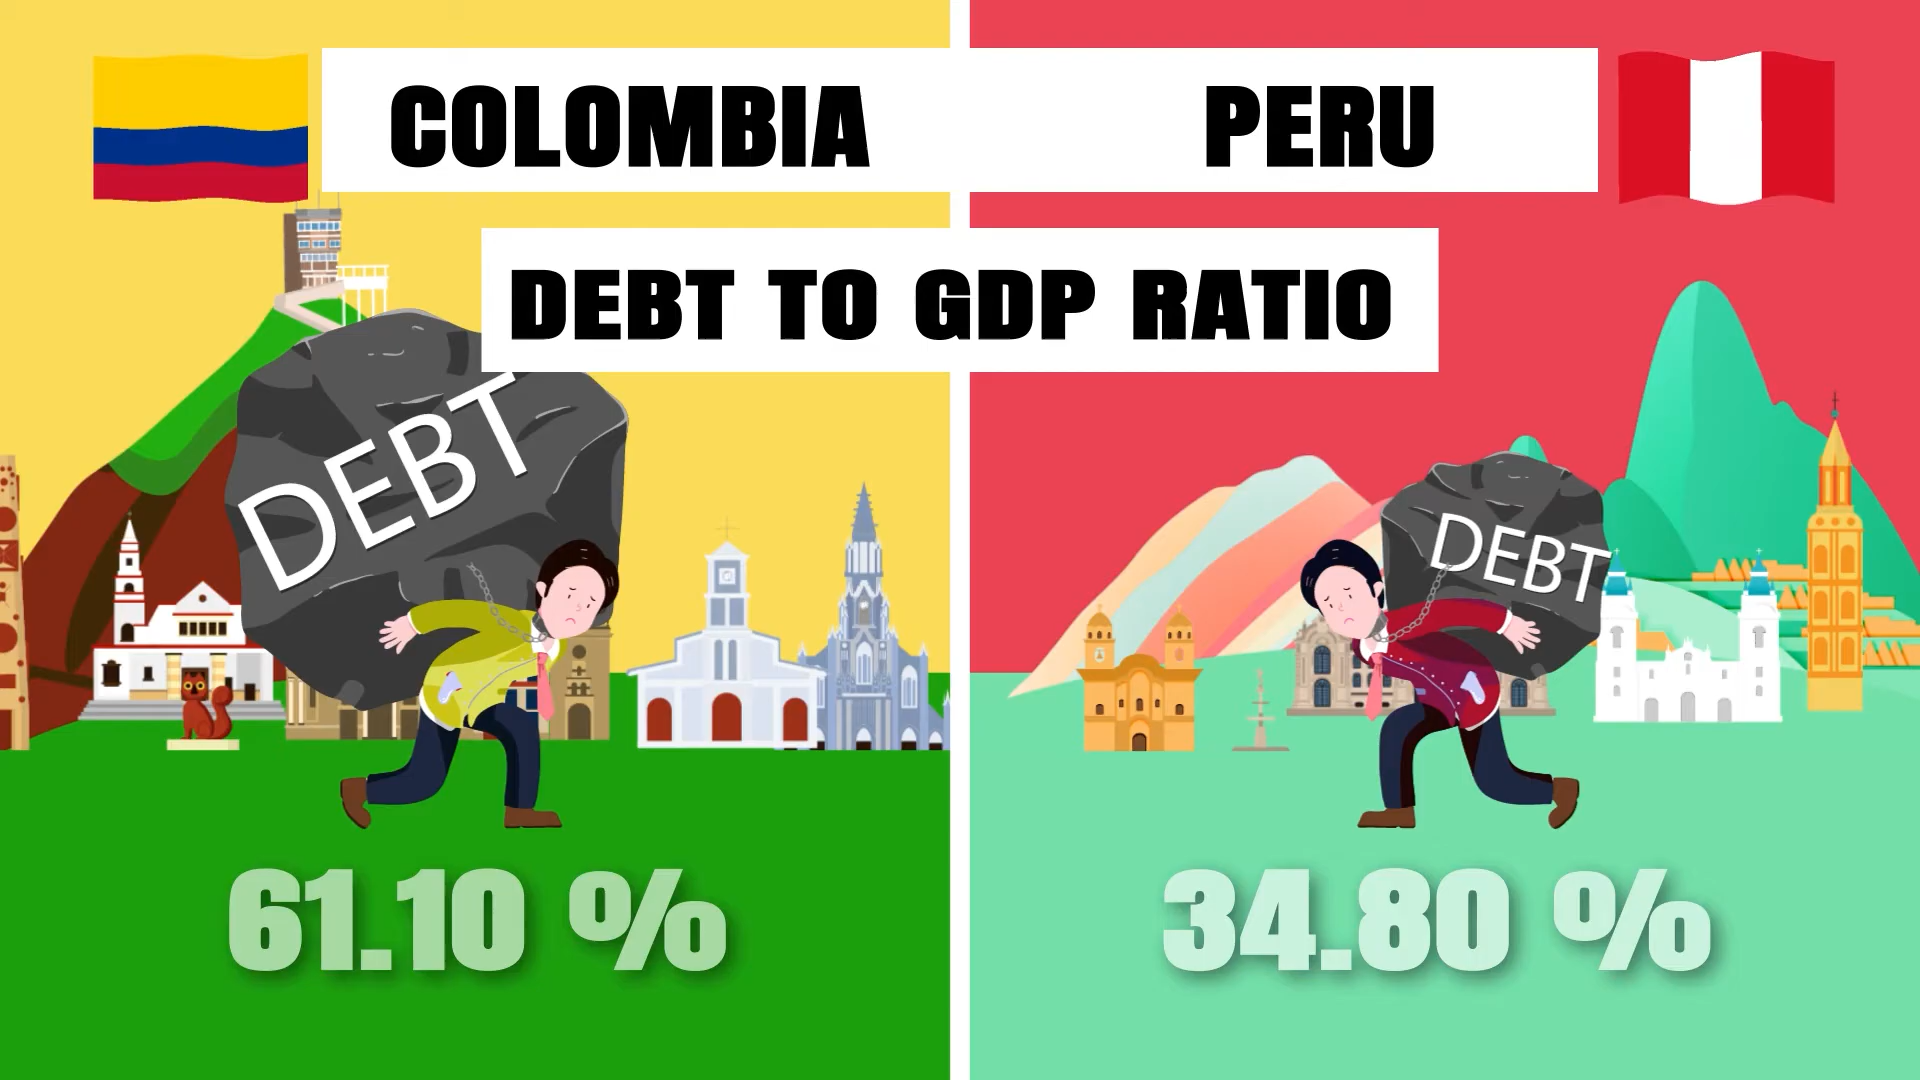 COLOMBIA
PERU
DEBT TO GDP RATIO
DEBT
DEBT
61.10 %
34.80 %